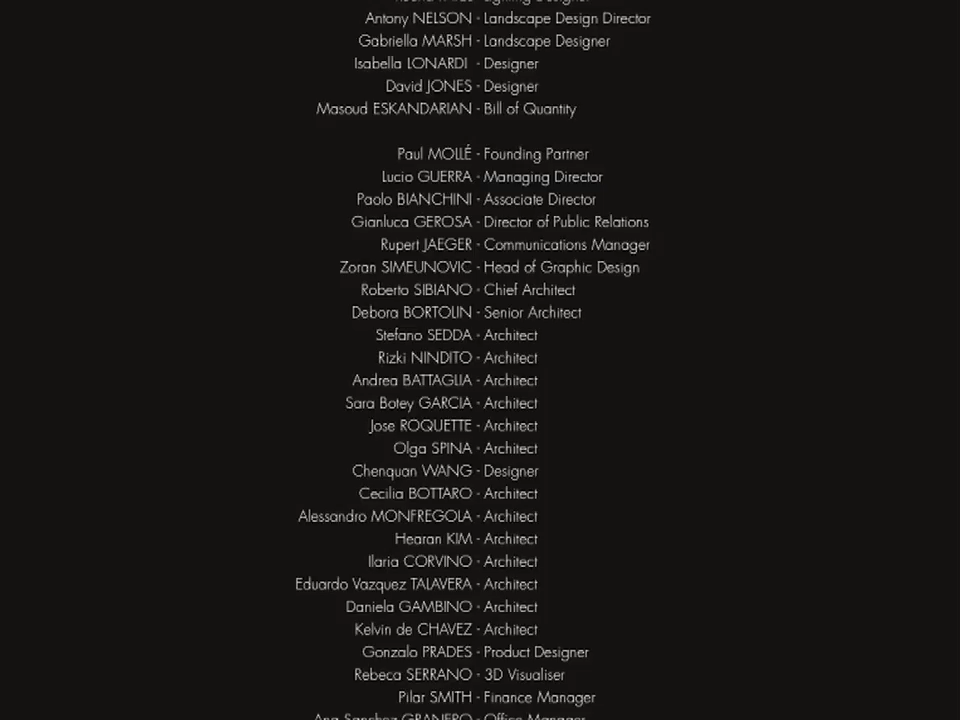 Antony NELSON - Landscape Design Director
Gabriella MARSH - Landscape Designer
Isabella LONARDI - Designer
David JONES - Designer
Masoud ESKANDARIAN - Bill of Quantity
Paul MOLLÉ - Founding Partner
Lucio GUERRA - Managing Director
Paolo BIANCHINI - Associate Director
Gianluca GEROSA - Director of Public Relations
Rupert JAEGER - Communications Manager
Zoran SIMEUNOVIC - Head of Graphic Design
Roberto SIBIANO - Chief Architect
Debora BORTOLIN - Senior Architect
Stefano SEDDA - Architect
Rizki NINDITO - Architect
Andrea BATTAGLIA - Architect
Sara Botey GARCIA - Architect
Jose ROQUETTE - Architect
Olga SPINA - Architect
Chenquan WANG - Designer
Cecilia BOTTARO - Architect
Alessandro MONFREGOLA - Architect
Hearan KIM - Architect
Ilaria CORVINO - Architect
Eduardo Vazquez TALAVERA - Architect
Daniela GAMBINO - Architect
Kelvin de CHAVEZ - Architect
Gonzalo PRADES - Product Designer
Rebeca SERRANO - 3D Visualiser
Pilar SMITH - Finance Manager
Ana Sanchez GRANERO - Office Manager